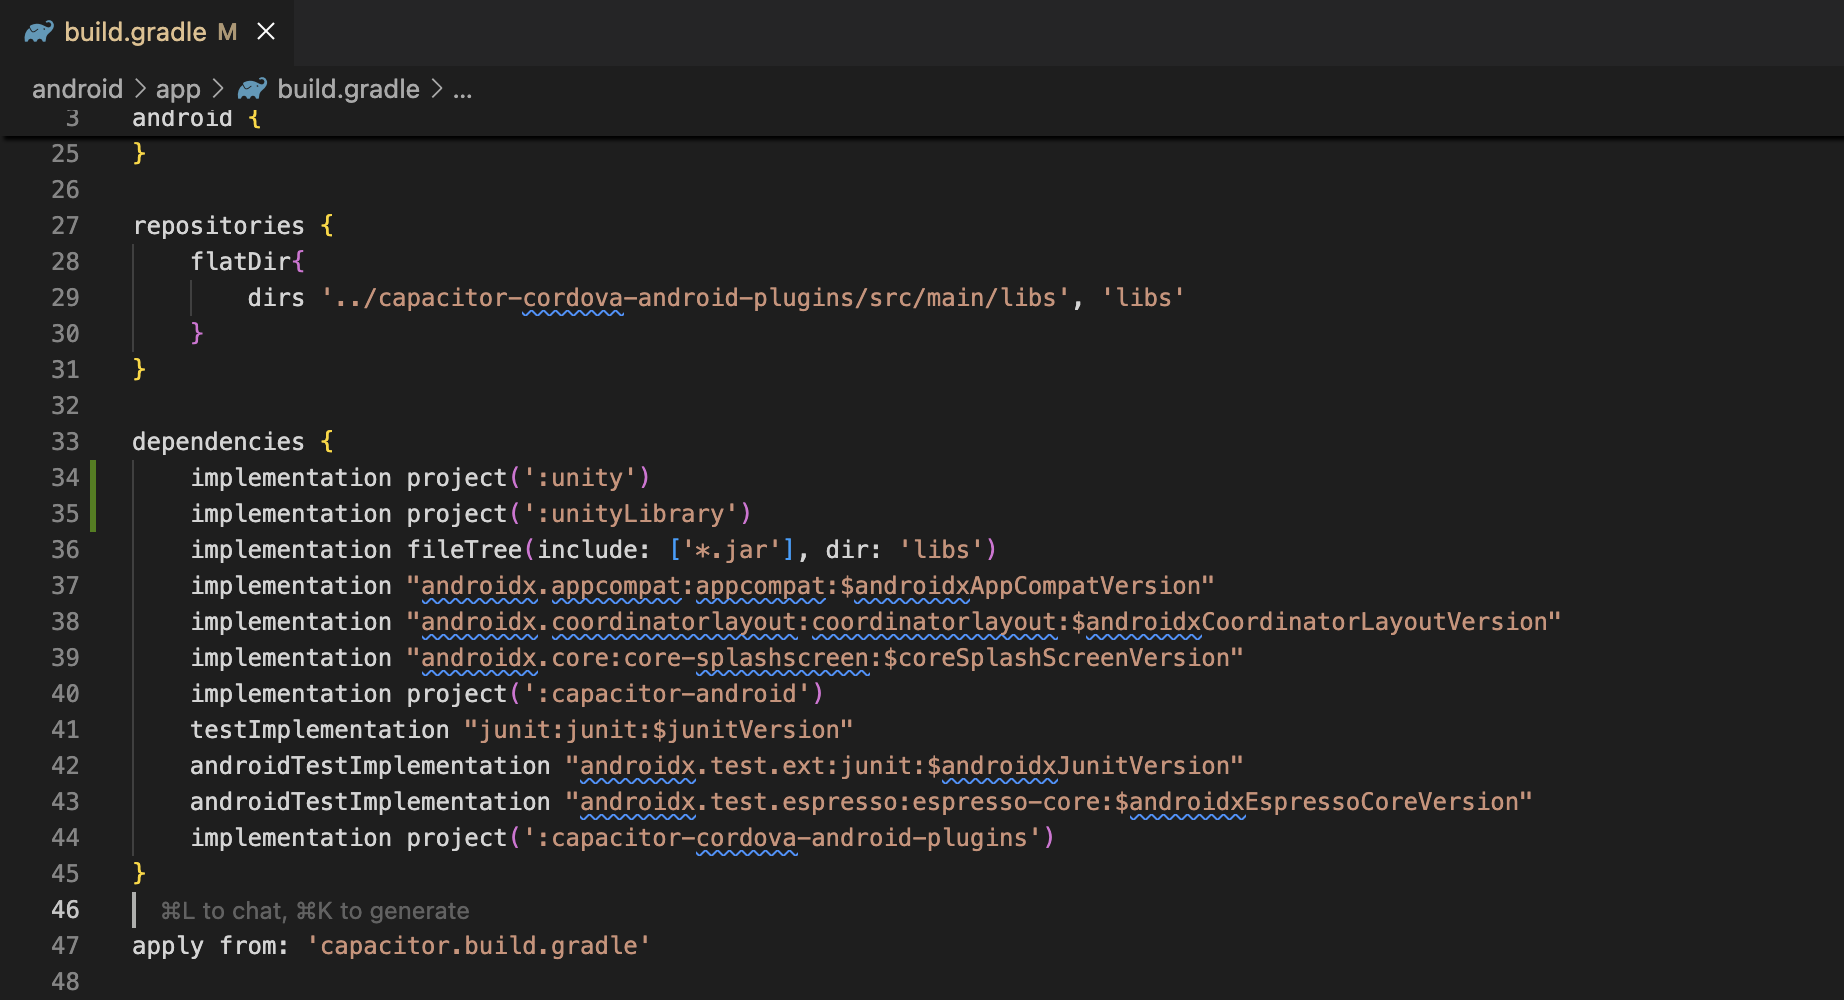 build.gradle M
android > app > build.gradle > ...
3 android {
25 }
26
27 repositories {
28 flatDir{
29 dirs '../capacitor-cordova-android-plugins/src/main/libs', 'libs'
30 }
31 }
32
33 dependencies {
34 implementation project(':unity')
35 implementation project(':unityLibrary')
36 implementation fileTree(include: ['*.jar'], dir: 'libs')
37 implementation "androidx.appcompat:appcompat:$androidxAppCompatVersion"
38 implementation "androidx.coordinatorlayout:coordinatorlayout:$androidxCoordinatorLayoutVersion"
39 implementation "androidx.core:core-splashscreen:$coreSplashScreenVersion"
40 implementation project(':capacitor-android')
41 testImplementation "junit:junit:$junitVersion"
42 androidTestImplementation "androidx.test.ext:junit:$androidxJunitVersion"
43 androidTestImplementation "androidx.test.espresso:espresso-core:$androidxEspressoCoreVersion"
44 implementation project(':capacitor-cordova-android-plugins')
45 }
46 ⌘L to chat, ⌘K to generate
47 apply from: 'capacitor.build.gradle'
48